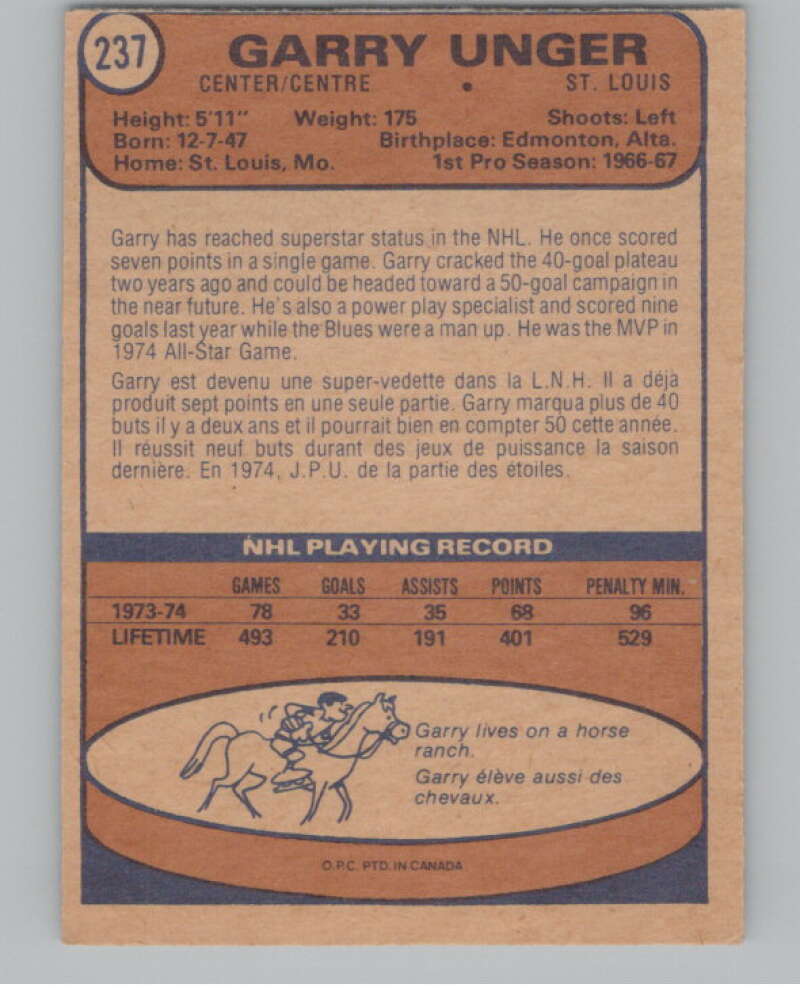 237
GARRY UNGER
CENTER/CENTRE • ST. LOUIS
Height: 5'11" Weight: 175 Shoots: Left
Born: 12-7-47 Birthplace: Edmonton, Alta.
Home: St. Louis, Mo. 1st Pro Season: 1966-67
Garry has reached superstar status in the NHL. He once scored
seven points in a single game. Garry cracked the 40-goal plateau
two years ago and could be headed toward a 50-goal campaign in
the near future. He's also a power play specialist and scored nine
goals last year while the Blues were a man up. He was the MVP in
1974 All-Star Game.
Garry est devenu une super-vedette dans la L.N.H. Il a déjà
produit sept points en une seule partie. Garry marqua plus de 40
buts il y a deux ans et il pourrait bien en compter 50 cette année.
Il réussit neuf buts durant des jeux de puissance la saison
dernière. En 1974, J.P.U. de la partie des étoiles.
NHL PLAYING RECORD
GAMES GOALS ASSISTS POINTS PENALTY MIN.
1973-74 78 33 35 68 96
LIFETIME 493 210 191 401 529
Garry lives on a horse
ranch.
Garry élève aussi des
chevaux.
O.P.C. PTD. IN CANADA